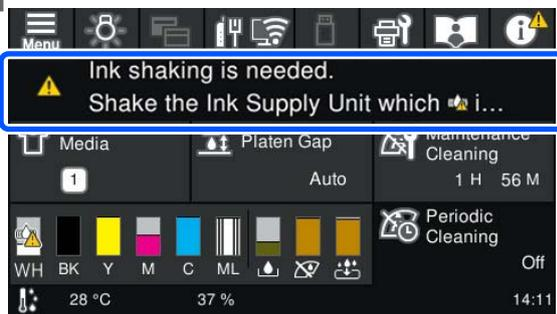 Menu
Ink shaking is needed.
Shake the Ink Supply Unit which i...
Media
1
Platen Gap
Auto
Maintenance
Cleaning
1 H 56 M
WH BK Y M C ML
Periodic
Cleaning
Off
28 °C
37 %
14:11